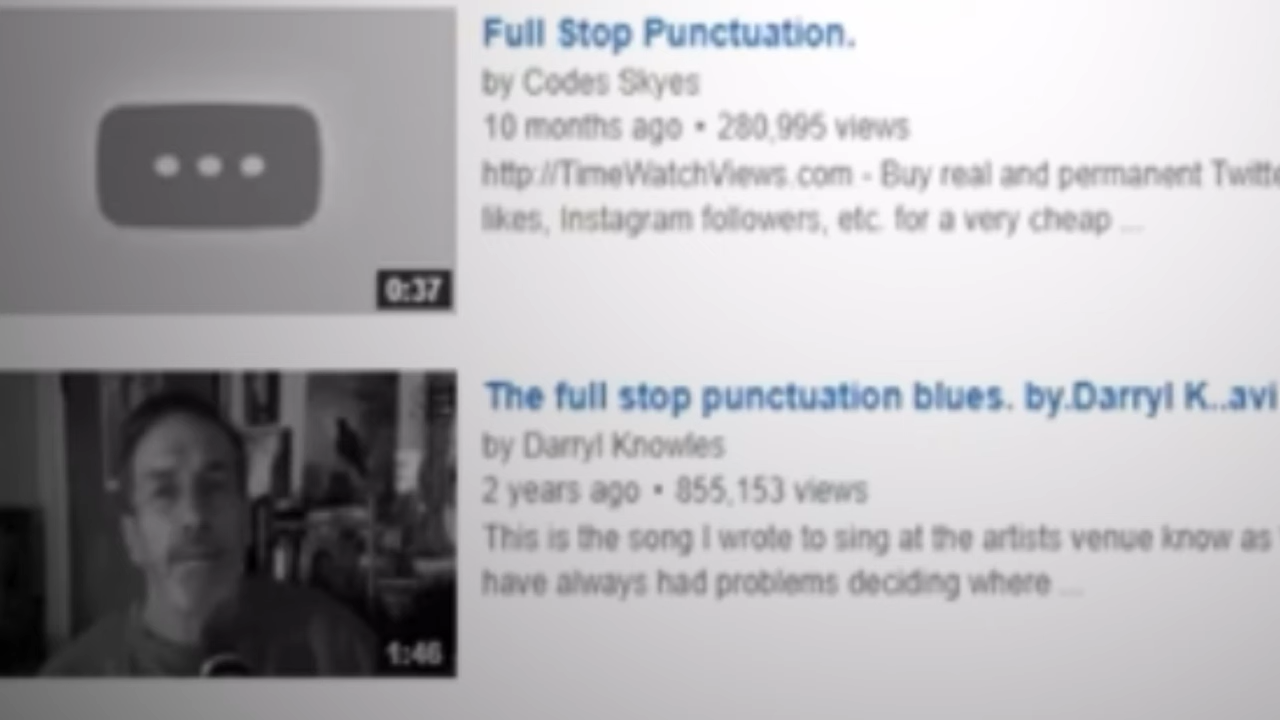 Full Stop Punctuation.
by Codes Skyes
10 months ago • 280,995 views
http://TimeWatchViews.com - Buy real and permanent Twitte
likes, Instagram followers, etc. for a very cheap ...
0:37
The full stop punctuation blues. by.Darryl K..avi
by Darryl Knowles
2 years ago • 855,153 views
This is the song I wrote to sing at the artists venue know as
have always had problems deciding where ...
1:46